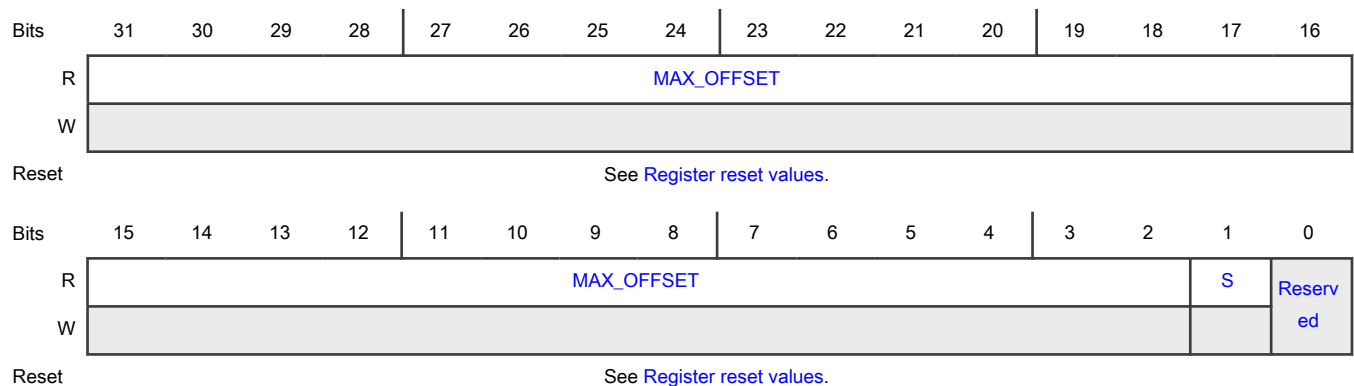 Bits 31 30 29 28 27 26 25 24 23 22 21 20 19 18 17 16
R MAX_OFFSET
W
Reset See Register reset values.
Bits 15 14 13 12 11 10 9 8 7 6 5 4 3 2 1 0
R MAX_OFFSET S Reserv
W ed
Reset See Register reset values.